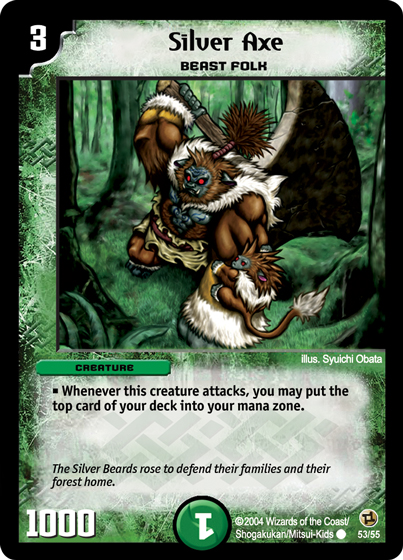 3
Silver Axe
BEAST FOLK
illus. Syuichi Obata
CREATURE
▪ Whenever this creature attacks, you may put the
top card of your deck into your mana zone.
The Silver Beards rose to defend their families and their
forest home.
1000
©2004 Wizards of the Coast/
Shogakukan/Mitsui-Kids ● 53/55